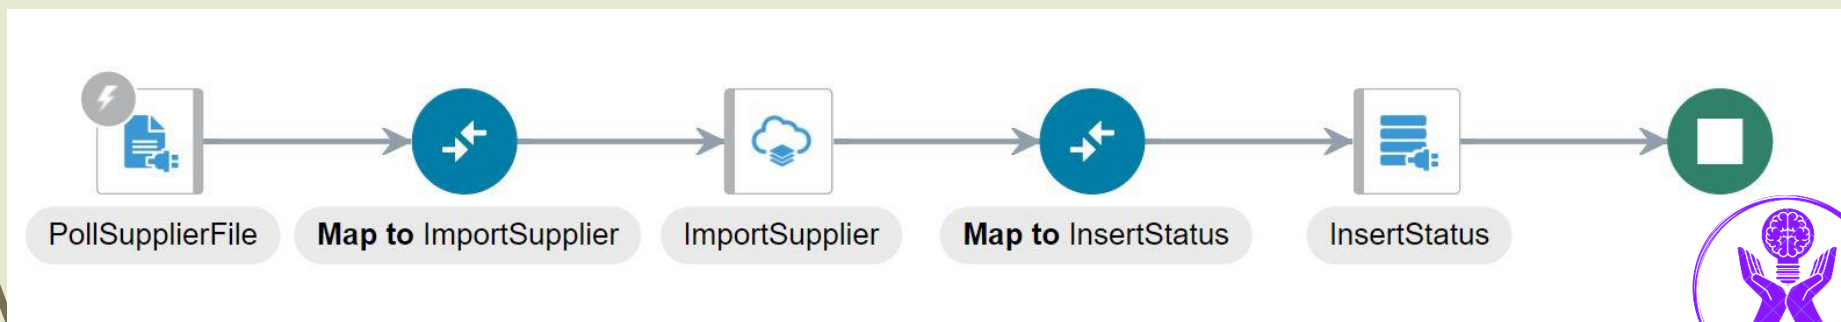 PollSupplierFile
Map to ImportSupplier
ImportSupplier
Map to InsertStatus
InsertStatus